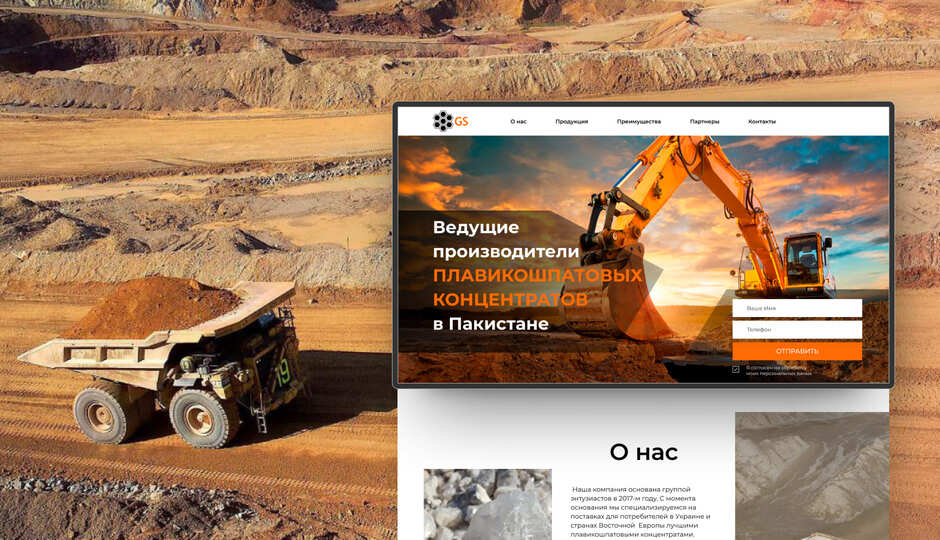 GS
О нас
Продукция
Преимущества
Партнеры
Контакты
Ведущие
производители
ПЛАВИКОШПАТОВЫХ
КОНЦЕНТРАТОВ
в Пакистане
Ваше Имя
Телефон
ОТПРАВИТЬ
Я согласен на обработку
моих персональных даных
19
О нас
Наша компания основана группой
энтузиастов в 2017-м году. С момента
основания мы специализируемся на
поставках для потребителей в Украине и
странах Восточной Европы лучшими
плавикошпатовыми концентратами.